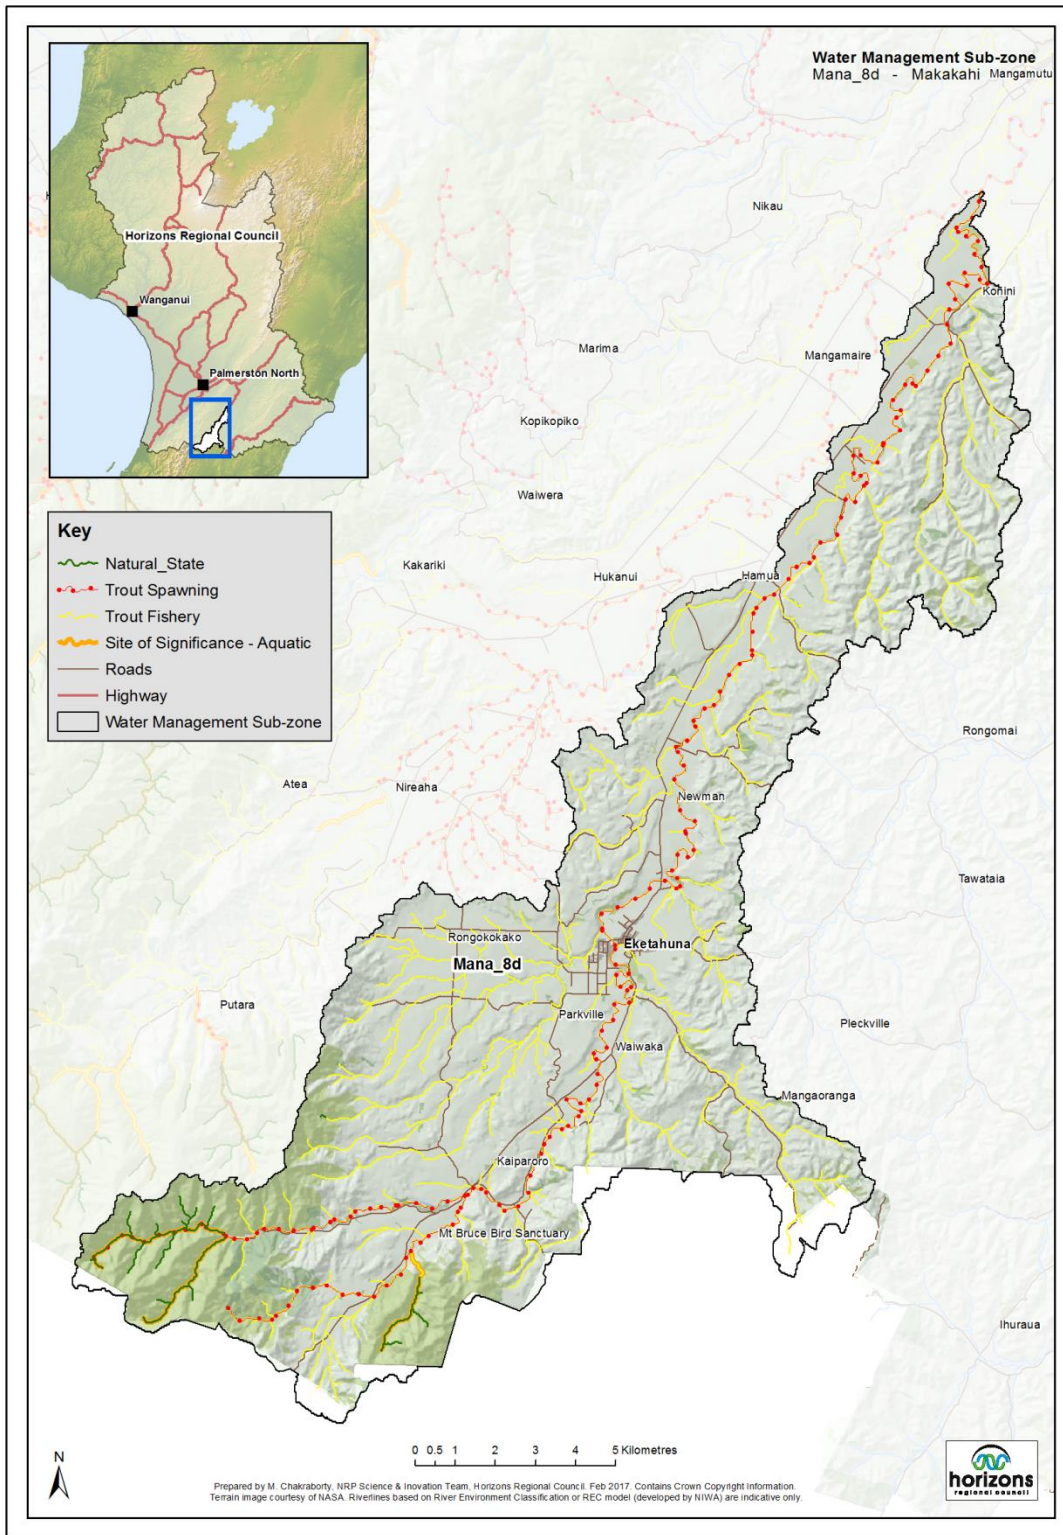 Water Management Sub-zone
Mana_8d - Makakahi
Mangamutu
Horizons Regional Council
Wanganui
Palmerston North
Key
Natural_State
Trout Spawning
Trout Fishery
Site of Significance - Aquatic
Roads
Highway
Water Management Sub-zone
Nikau
Konini
Marima
Mangamaire
Kopikopiko
Waiwera
Kakariki
Hukanui
Hamua
Rongomai
Atea
Nireaha
Newman
Tawataia
Rongokokako
Eketahuna
Mana_8d
Putara
Parkville
Pleckville
Waiwaka
Mangaoranga
Kaiparoro
Mt Bruce Bird Sanctuary
Ihuraua
N
0 0.5 1 2 3 4 5 Kilometres
Prepared by M. Chakraborty, NRP Science & Inovation Team, Horizons Regional Council. Feb 2017. Contains Crown Copyright Information.
Terrain image courtesy of NASA. Riverlines based on River Environment Classification or REC model (developed by NIWA) are indicative only.
horizons
regional council